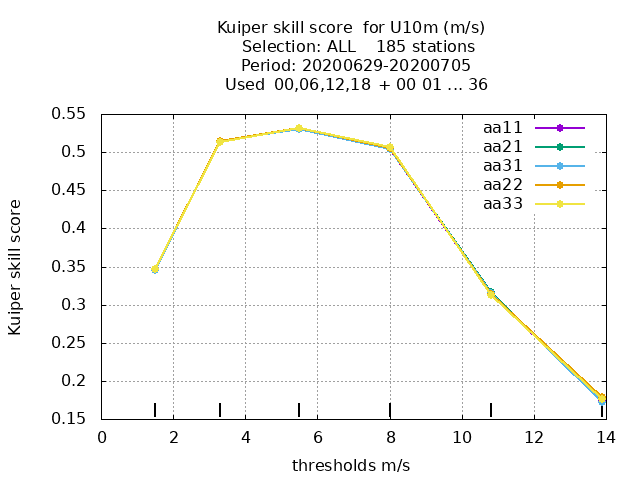 Kuiper skill score  for U10m (m/s)
Selection: ALL    185 stations
Period: 20200629-20200705
Used  00,06,12,18  + 00 01 ... 36
0.55
0.5
0.45
0.4
0.35
0.3
0.25
0.2
0.15
Kuiper skill score
aa11
aa21
aa31
aa22
aa33
0 2 4 6 8 10 12 14
thresholds m/s